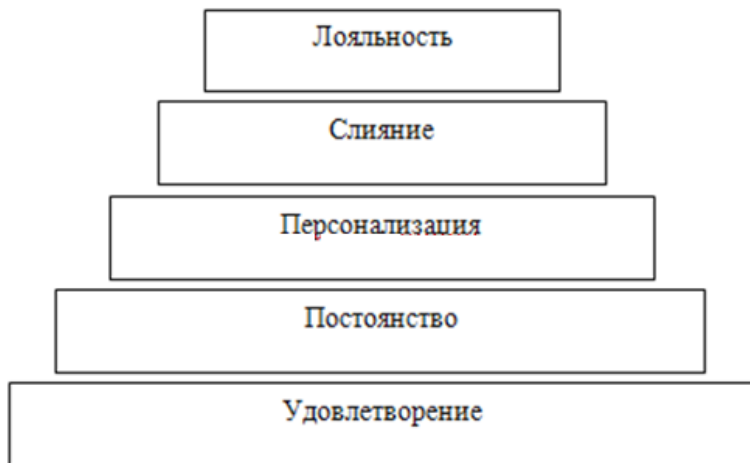 Лояльность
Слияние
Персонализация
Постоянство
Удовлетворение